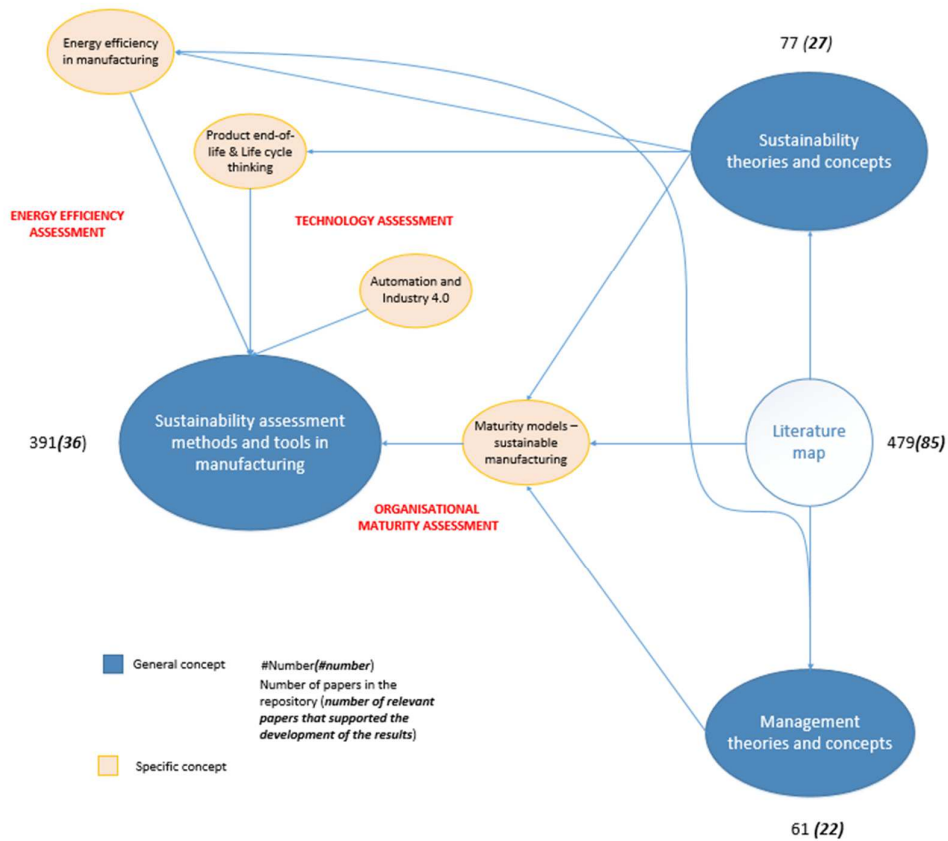 Energy efficiency
in manufacturing
77 (27)
Sustainability
theories and concepts
Product end-of-
life & Life cycle
thinking
ENERGY EFFICIENCY
ASSESSMENT
TECHNOLOGY ASSESSMENT
Automation and
Industry 4.0
Sustainability assessment
methods and tools in
manufacturing
391(36)
Maturity models –
sustainable
manufacturing
Literature
map
479(85)
ORGANISATIONAL
MATURITY ASSESSMENT
General concept
#Number(#number)
Number of papers in the
repository (number of relevant
papers that supported the
development of the results)
Specific concept
Management
theories and concepts
61 (22)